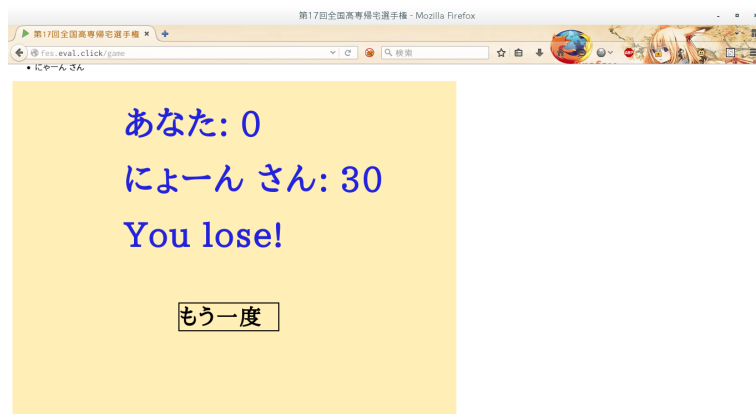 第17回全国高専帰宅選手権 - Mozilla Firefox
第17回全国高専帰宅選手権
fea.eval.click/game
検索
にゃーん さん
あなた: 0
にょーん さん: 30
You lose!
もう一度